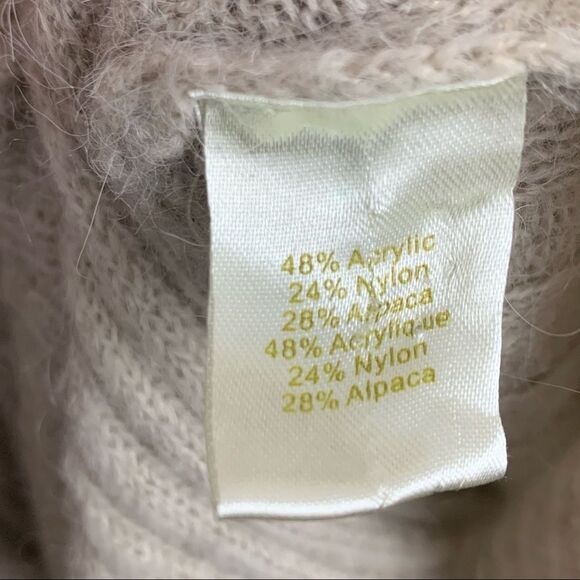 48% Acrylic
24% Nylon
28% Alpaca
48% Acryliq-ue
24% Nylon
28% Alpaca